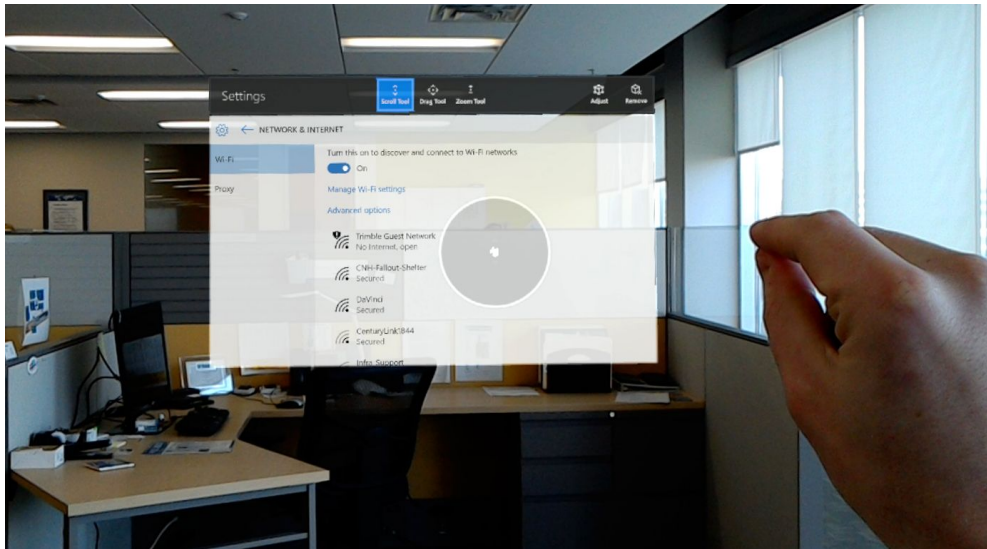 Settings
Scroll Tool
Drag Tool
Zoom Tool
Adjust
Remove
NETWORK & INTERNET
Wi-Fi
Proxy
Turn this on to discover and connect to Wi-Fi networks
On
Manage Wi-Fi settings
Advanced options
Trimble Guest Network
No Internet, open
CNH-Fallout-Shelter
Secured
DaVinci
Secured
CenturyLink1844
Secured
Infra_Support